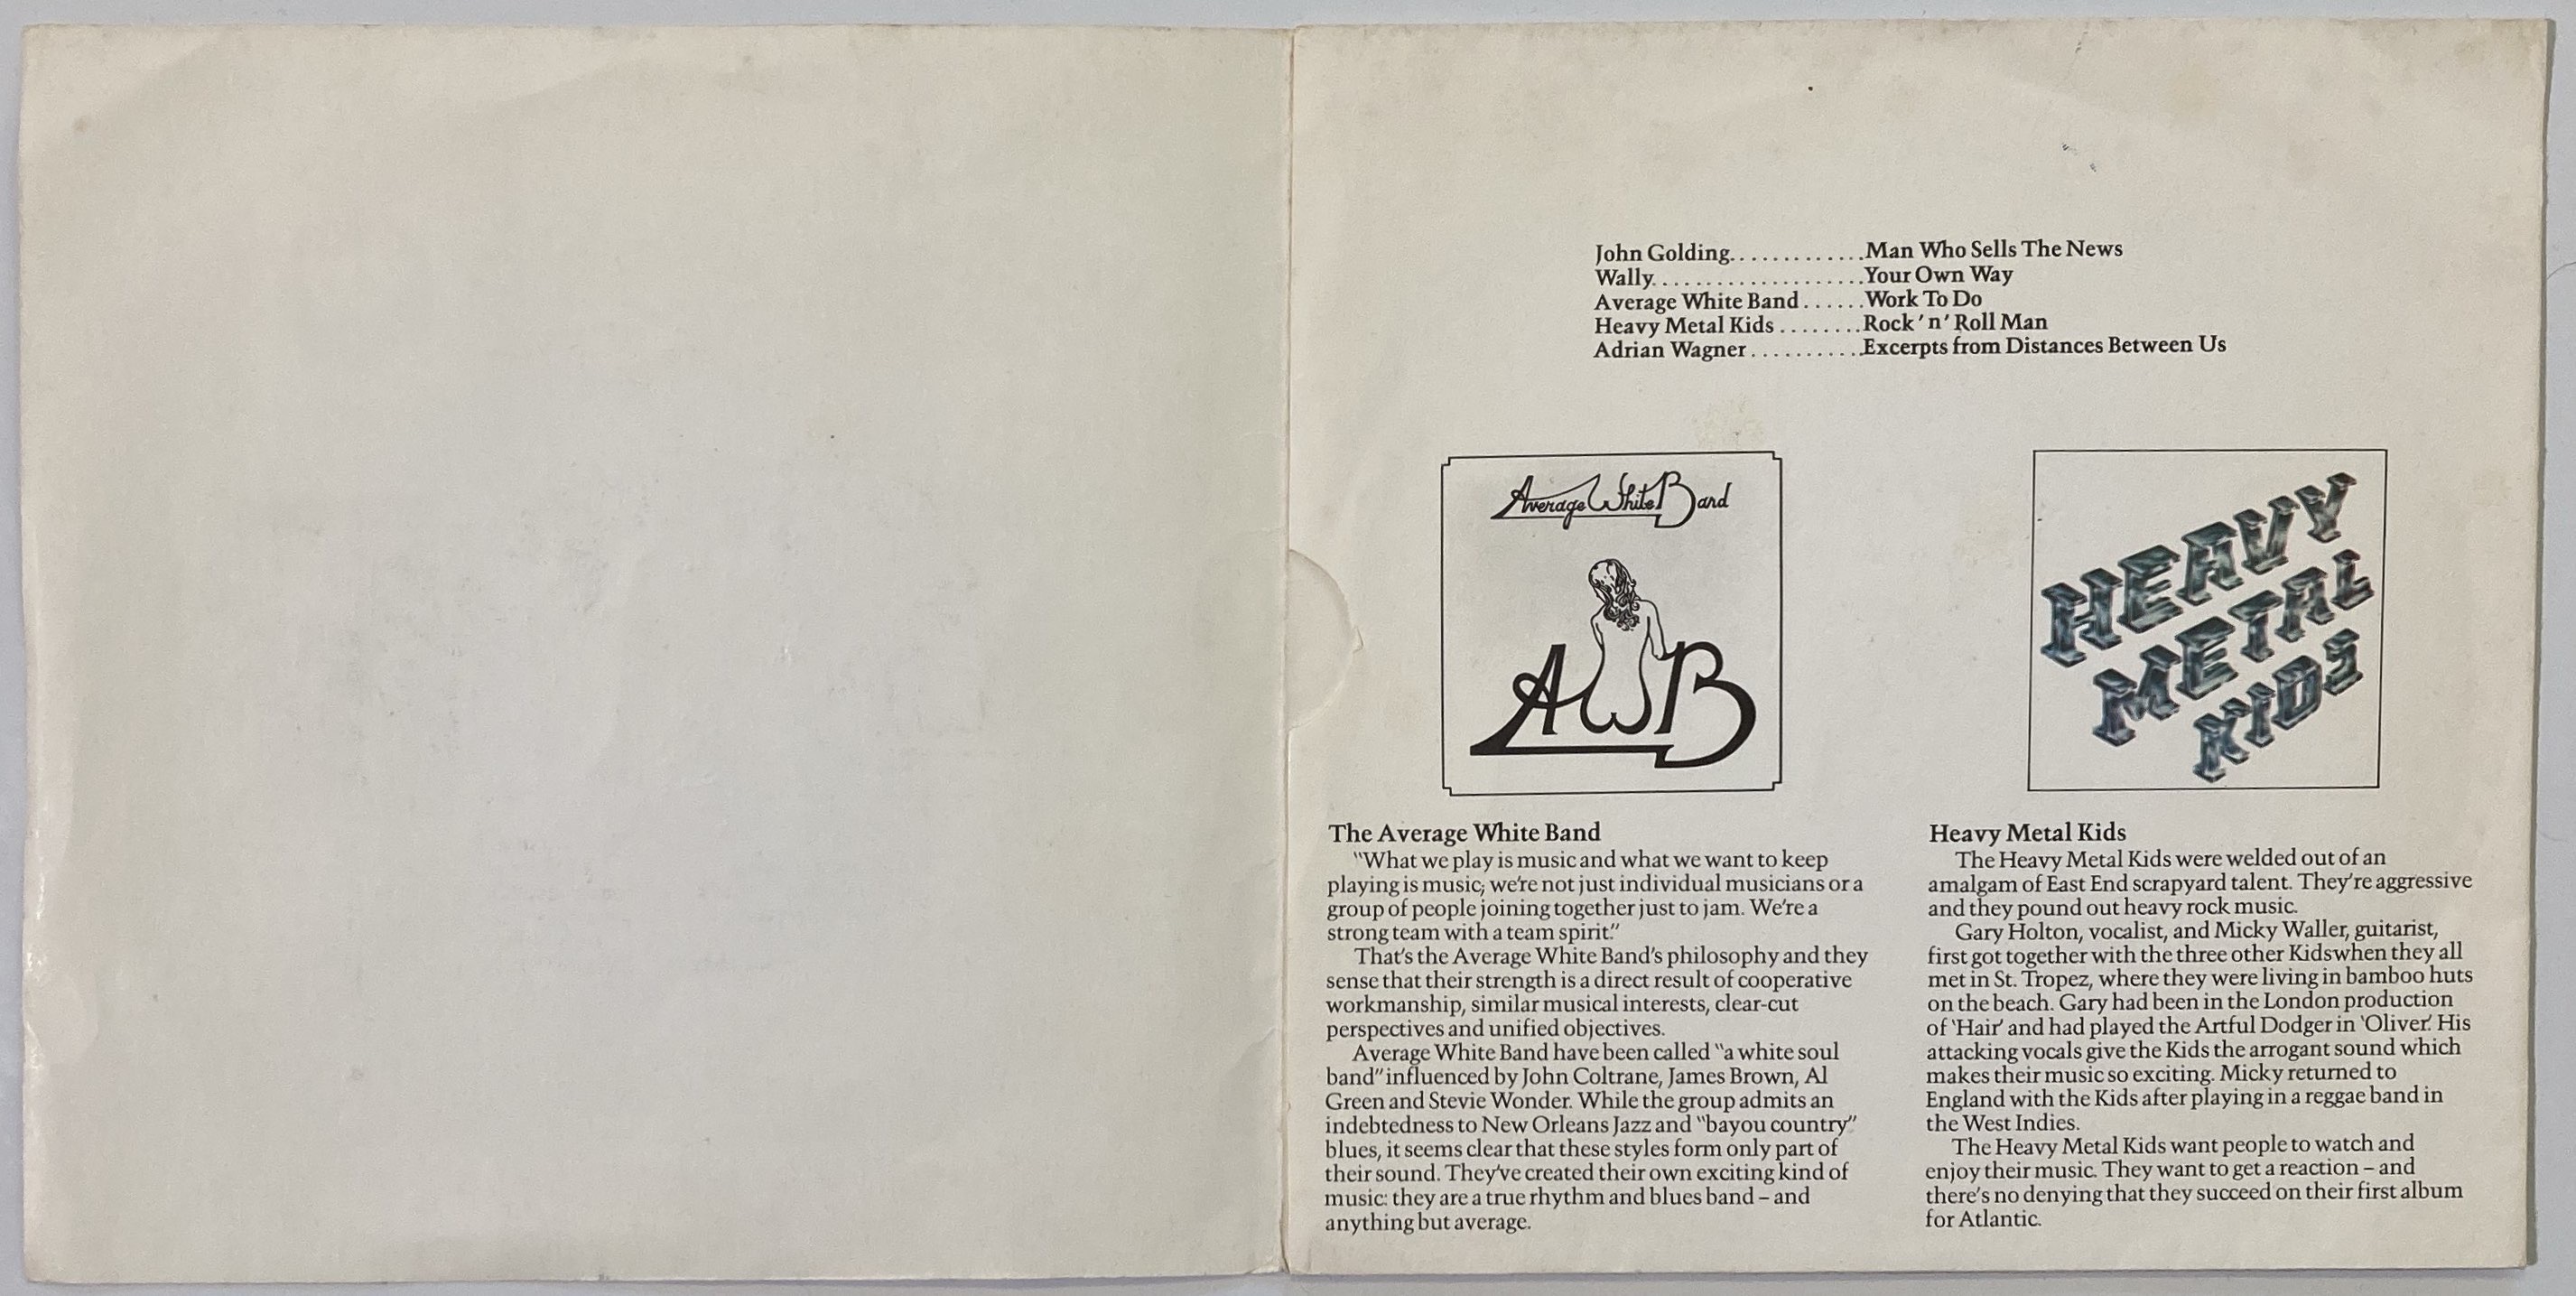 John Golding.............Man Who Sells The News
Wally....................Your Own Way
Average White Band......Work To Do
Heavy Metal Kids........Rock 'n' Roll Man
Adrian Wagner...........Excerpts from Distances Between Us
Average White Band
AWB
HEAVY
METAL
KIDS
The Average White Band
"What we play is music and what we want to keep
playing is music; we're not just individual musicians or a
group of people joining together just to jam. We're a
strong team with a team spirit."
That's the Average White Band's philosophy and they
sense that their strength is a direct result of cooperative
workmanship, similar musical interests, clear-cut
perspectives and unified objectives.
Average White Band have been called "a white soul
band" influenced by John Coltrane, James Brown, Al
Green and Stevie Wonder. While the group admits an
indebtedness to New Orleans Jazz and "bayou country"
blues, it seems clear that these styles form only part of
their sound. They've created their own exciting kind of
music: they are a true rhythm and blues band – and
anything but average.
Heavy Metal Kids
The Heavy Metal Kids were welded out of an
amalgam of East End scrapyard talent. They're aggressive
and they pound out heavy rock music.
Gary Holton, vocalist, and Micky Waller, guitarist,
first got together with the three other Kidswhen they all
met in St. Tropez, where they were living in bamboo huts
on the beach. Gary had been in the London production
of 'Hair' and had played the Artful Dodger in 'Oliver'. His
attacking vocals give the Kids the arrogant sound which
makes their music so exciting. Micky returned to
England with the Kids after playing in a reggae band in
the West Indies.
The Heavy Metal Kids want people to watch and
enjoy their music. They want to get a reaction – and
there's no denying that they succeed on their first album
for Atlantic.